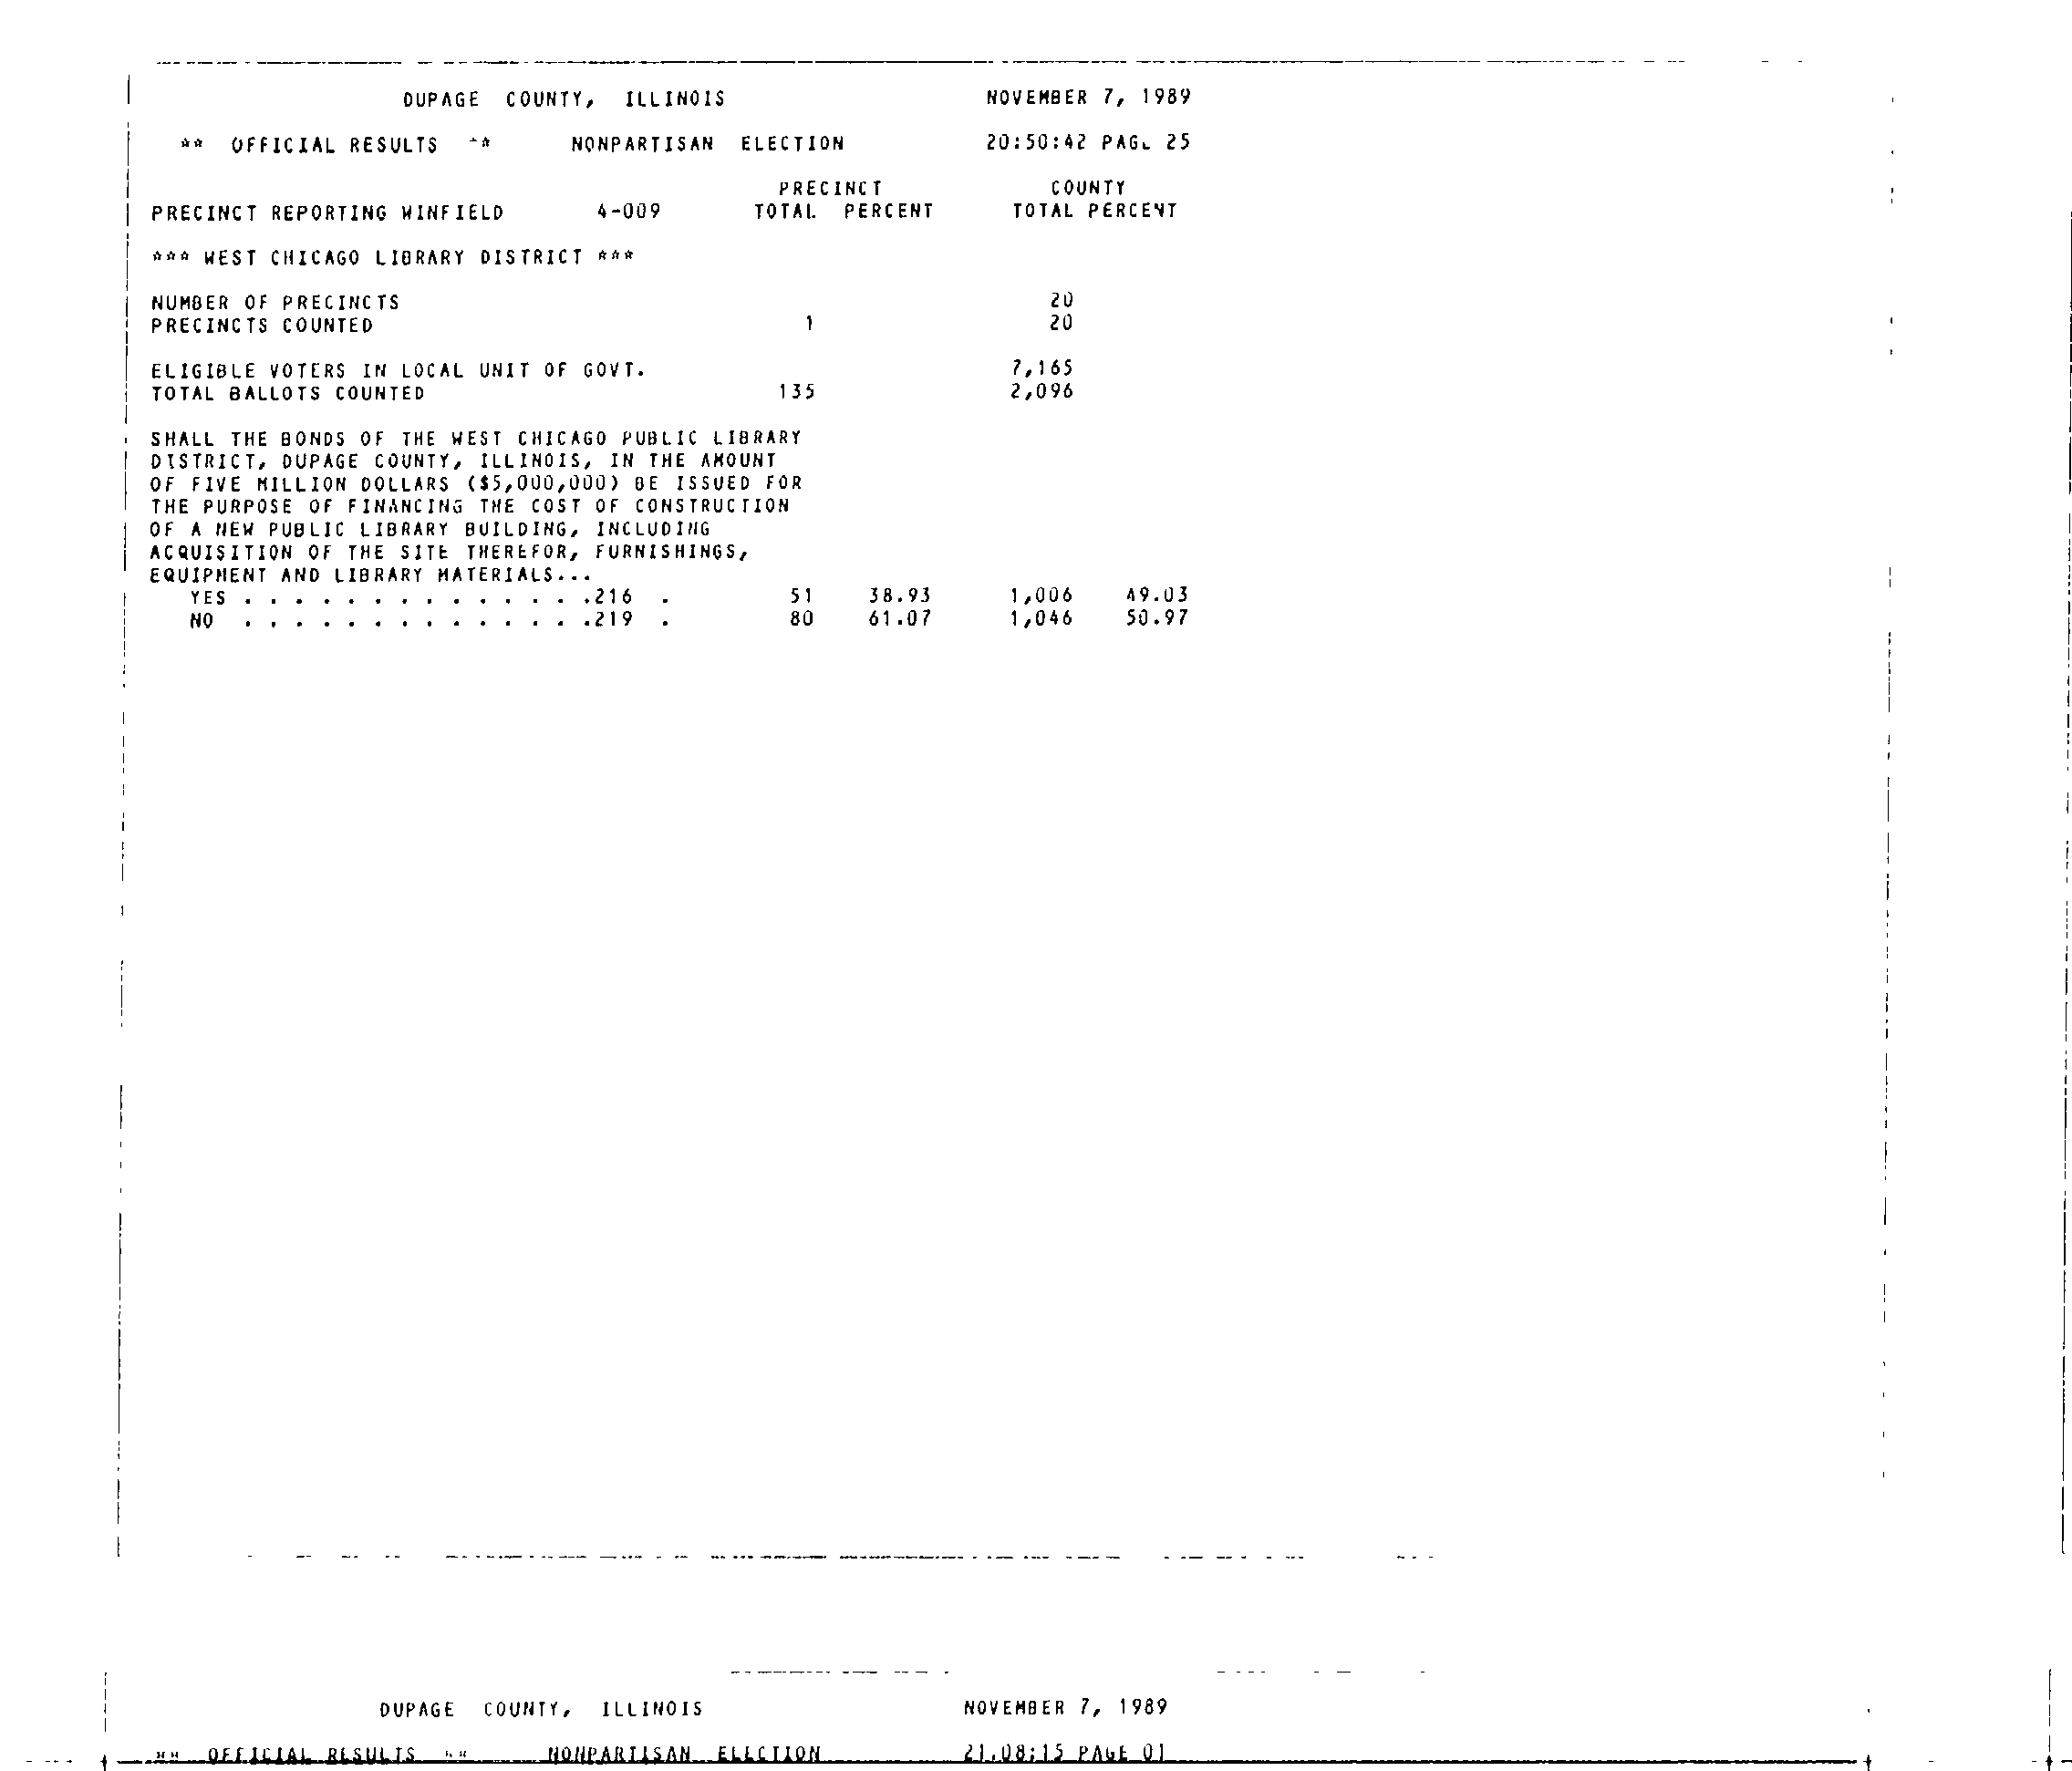 DUPAGE COUNTY, ILLINOIS NOVEMBER 7, 1989
** OFFICIAL RESULTS ** NONPARTISAN ELECTION 20:50:42 PAGE 25
PRECINCT COUNTY
PRECINCT REPORTING WINFIELD 4-009 TOTAL PERCENT TOTAL PERCENT
*** WEST CHICAGO LIBRARY DISTRICT ***
NUMBER OF PRECINCTS 20
PRECINCTS COUNTED 1 20
ELIGIBLE VOTERS IN LOCAL UNIT OF GOVT. 7,165
TOTAL BALLOTS COUNTED 135 2,096
SHALL THE BONDS OF THE WEST CHICAGO PUBLIC LIBRARY
DISTRICT, DUPAGE COUNTY, ILLINOIS, IN THE AMOUNT
OF FIVE MILLION DOLLARS ($5,000,000) BE ISSUED FOR
THE PURPOSE OF FINANCING THE COST OF CONSTRUCTION
OF A NEW PUBLIC LIBRARY BUILDING, INCLUDING
ACQUISITION OF THE SITE THEREFOR, FURNISHINGS,
EQUIPMENT AND LIBRARY MATERIALS...
YES . . . . . . . . . . . . . .216 . 51 38.93 1,006 49.03
NO . . . . . . . . . . . . . .219 . 80 61.07 1,046 50.97
DUPAGE COUNTY, ILLINOIS NOVEMBER 7, 1989
** OFFICIAL RESULTS ** NONPARTISAN ELECTION 21:08:15 PAGE 01